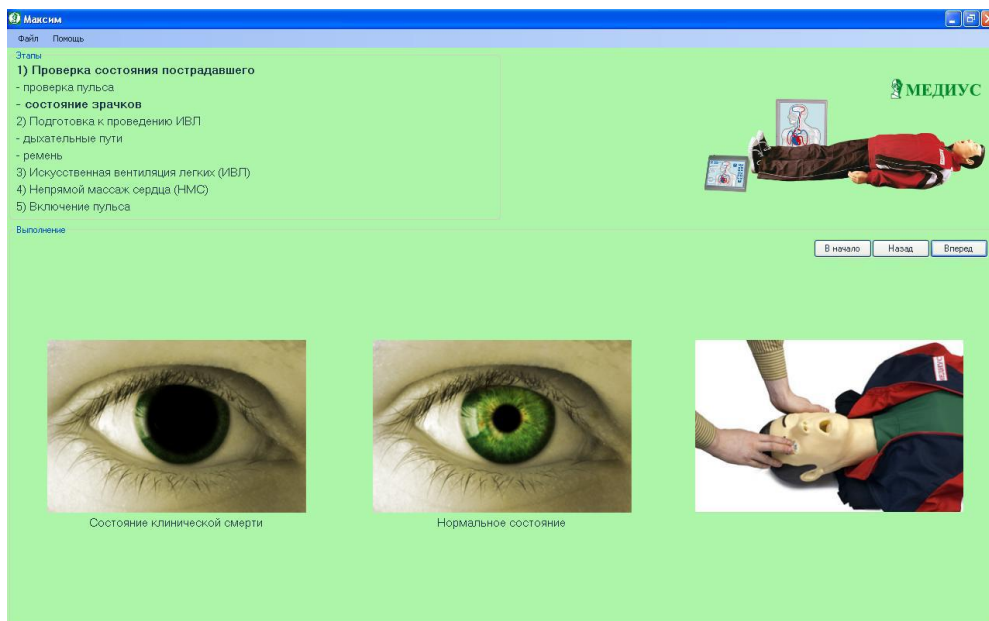 Максим
Файл Помощь
Этапы
1) Проверка состояния пострадавшего
- проверка пульса
- состояние зрачков
2) Подготовка к проведению ИВЛ
- дыхательные пути
- ремень
3) Искусственная вентиляция легких (ИВЛ)
4) Непрямой массаж сердца (НМС)
5) Включение пульса
МЕДИУС
Выполнение
В начало Назад Вперед
Состояние клинической смерти
Нормальное состояние